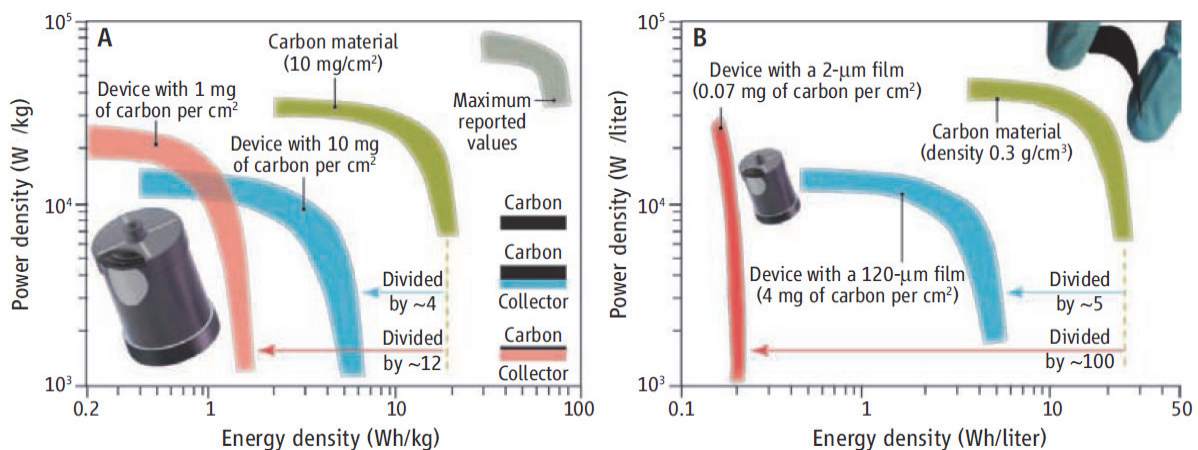 A
Power density (W /kg)
10⁵
10⁴
10³
0.2
1
10
100
Energy density (Wh/kg)
Device with 1 mg
of carbon per cm²
Carbon material
(10 mg/cm²)
Device with 10 mg
of carbon per cm²
Maximum
reported
values
Carbon
Carbon
Collector
Carbon
Collector
Divided
by ~4
Divided
by ~12
B
Power density (W /liter)
10⁵
10⁴
10³
0.1
1
10
50
Energy density (Wh/liter)
Device with a 2-μm film
(0.07 mg of carbon per cm²)
Carbon material
(density 0.3 g/cm³)
Device with a 120-μm film
(4 mg of carbon per cm²)
Divided
by ~5
Divided
by ~100